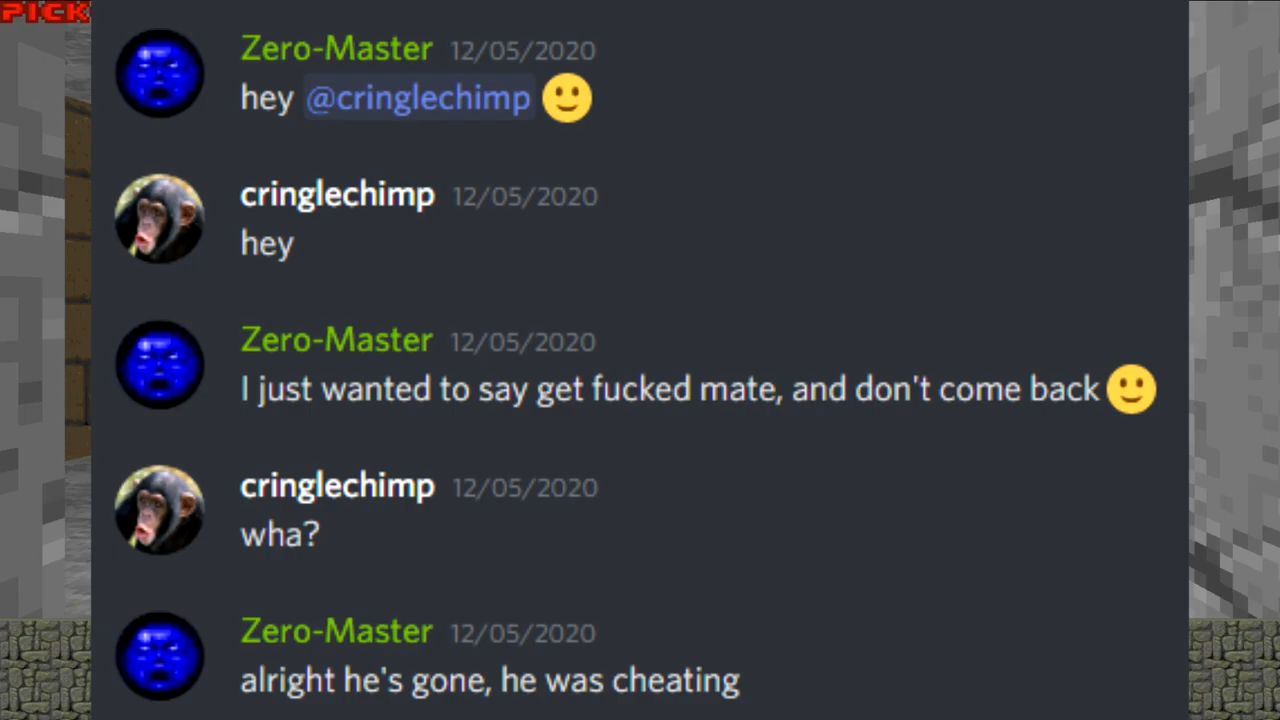 PICK
Zero-Master 12/05/2020
hey @cringlechimp 🙂
cringlechimp 12/05/2020
hey
Zero-Master 12/05/2020
I just wanted to say get fucked mate, and don't come back 🙂
cringlechimp 12/05/2020
wha?
Zero-Master 12/05/2020
alright he's gone, he was cheating